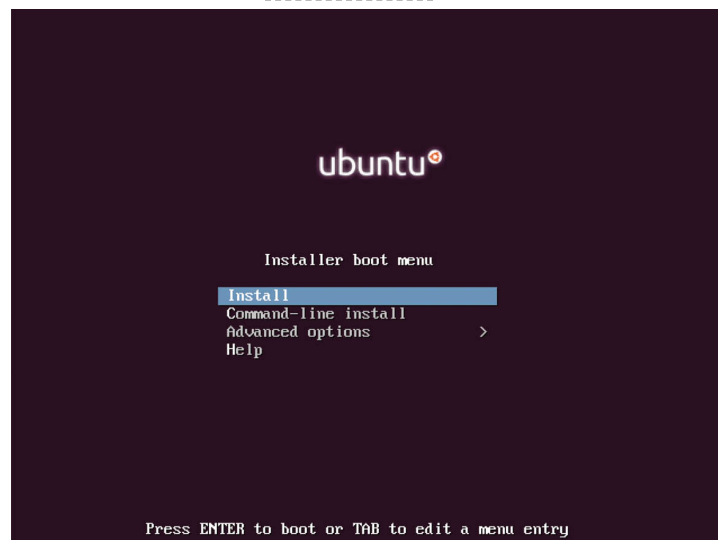 ubuntu
Installer boot menu
Install
Command-line install
Advanced options >
Help
Press ENTER to boot or TAB to edit a menu entry